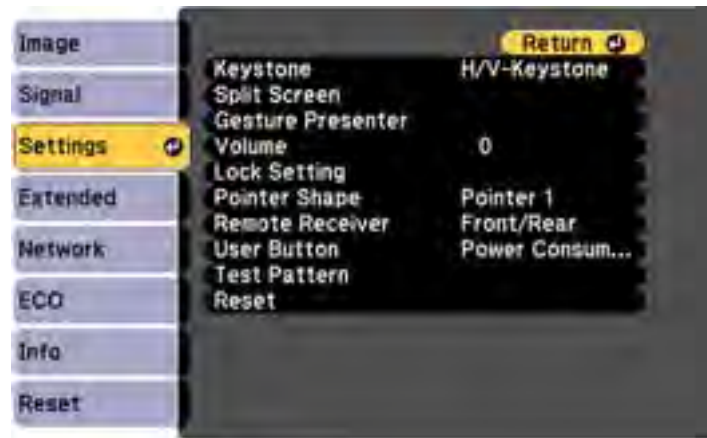 Image
Signal
Settings
Extended
Network
ECO
Info
Reset
Return
Keystone H/V-Keystone
Split Screen
Gesture Presenter
Volume 0
Lock Setting
Pointer Shape Pointer 1
Remote Receiver Front/Rear
User Button Power Consum...
Test Pattern
Reset